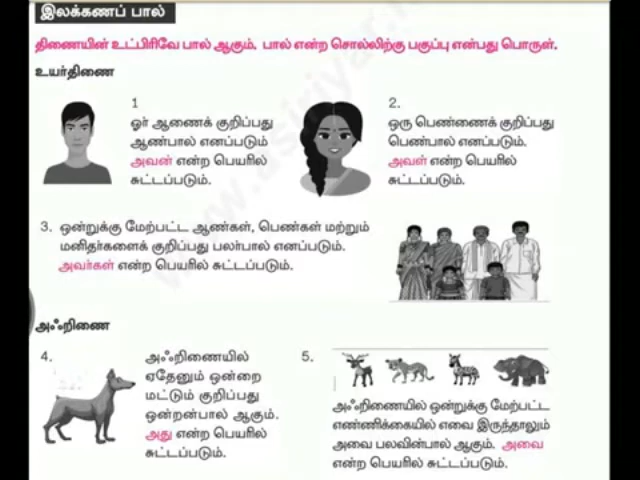 இலக்கணப் பால்
திணையின் உட்பிரிவே பால் ஆகும். பால் என்ற சொல்லிற்கு பகுப்பு என்பது பொருள்.
உயர்திணை
1
ஓர் ஆணைக் குறிப்பது
ஆண்பால் எனப்படும்
அவன் என்ற பெயரில்
சுட்டப்படும்.
2.
ஒரு பெண்ணைக் குறிப்பது
பெண்பால் எனப்படும்.
அவள் என்ற பெயரில்
சுட்டப்படும்.
3. ஒன்றுக்கு மேற்பட்ட ஆண்கள், பெண்கள் மற்றும்
மனிதர்களைக் குறிப்பது பலர்பால் எனப்படும்.
அவர்கள் என்ற பெயரில் சுட்டப்படும்.
அஃறிணை
4.
அஃறிணையில்
ஏதேனும் ஒன்றை
மட்டும் குறிப்பது
ஒன்றன்பால் ஆகும்.
அது என்ற பெயரில்
சுட்டப்படும்.
5.
அஃறிணையில் ஒன்றுக்கு மேற்பட்ட
எண்ணிக்கையில் எவை இருந்தாலும்
அவை பலவின்பால் ஆகும். அவை
என்ற பெயரில் சுட்டப்படும்.